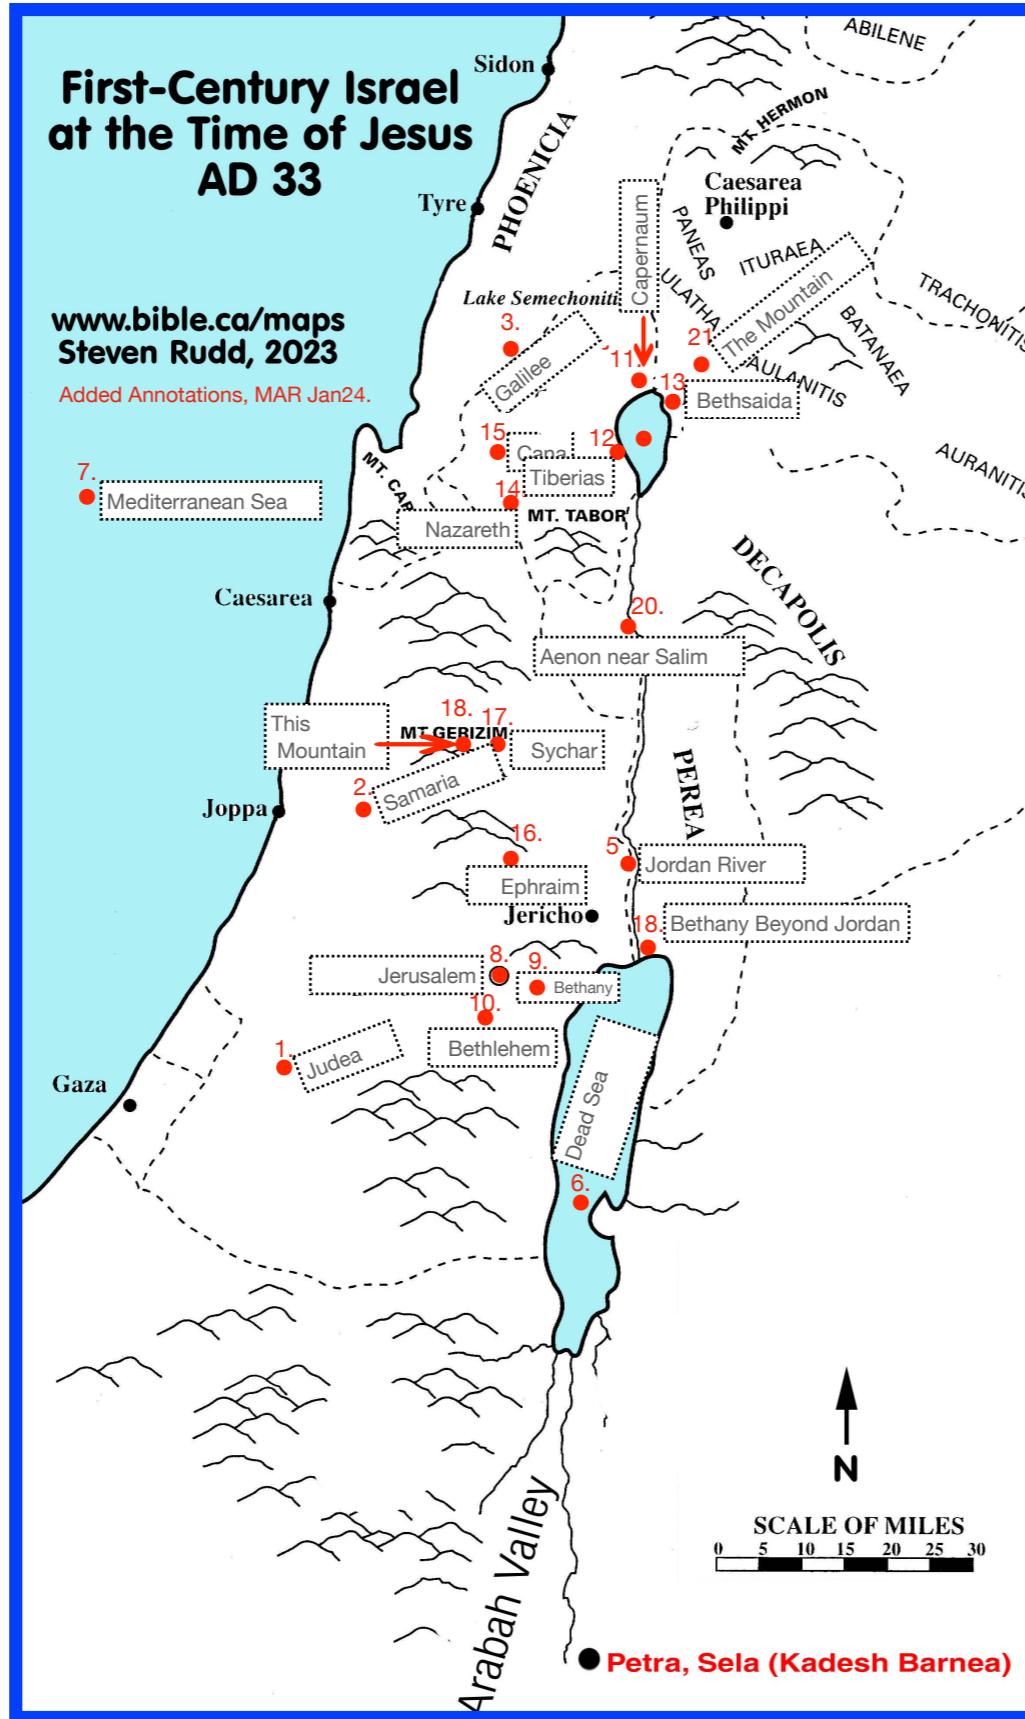 ABILENE
Sidon
First-Century Israel
at the Time of Jesus
AD 33
MT. HERMON
PHOENICIA
Caesarea
Philippi
Tyre
Capernaum
PANEAS
ITURAEA
TRACHONITIS
Lake Semechoniti
ULATHA
The Mountain
BATANAEA
www.bible.ca/maps
Steven Rudd, 2023
3.
Galilee
21
AULANITIS
Added Annotations, MAR Jan24.
11.
13
Bethsaida
15.
Cana
12.
AURANITIS
7.
Mediterranean Sea
MT. CAR
Tiberias
14.
Nazareth
MT. TABOR
DECAPOLIS
Caesarea
20.
Aenon near Salim
This
Mountain
18.
MT GERIZIM
17.
Sychar
PEREA
Joppa
2.
Samaria
16.
Ephraim
5
Jordan River
Jericho
18.
Bethany Beyond Jordan
Jerusalem
8.
9.
Bethany
10.
Bethlehem
1.
Judea
Gaza
Dead Sea
6.
N
SCALE OF MILES
0 5 10 15 20 25 30
Arabah Valley
Petra, Sela (Kadesh Barnea)